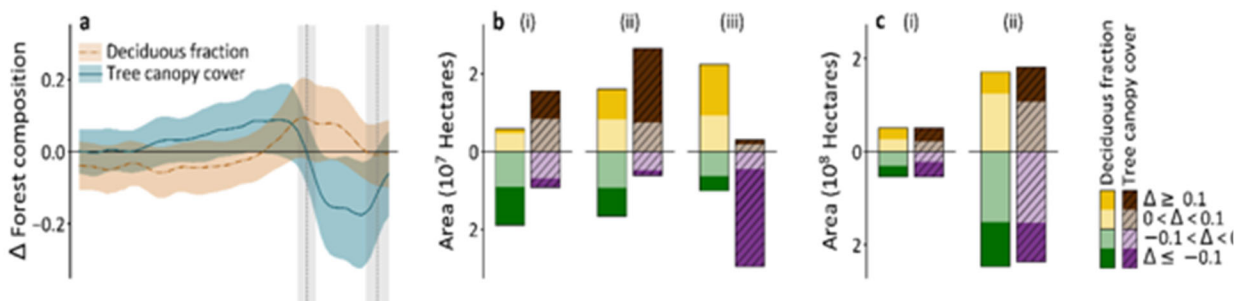 a
Deciduous fraction
Tree canopy cover
Δ Forest composition
0.2
0.0
−0.2
b
(i)
(ii)
(iii)
Area (10⁷ Hectares)
2
0
2
c
(i)
(ii)
Area (10⁸ Hectares)
2
0
2
Deciduous fraction
Tree canopy cover
Δ ≥ 0.1
0 < Δ < 0.1
−0.1 < Δ <
Δ ≤ −0.1